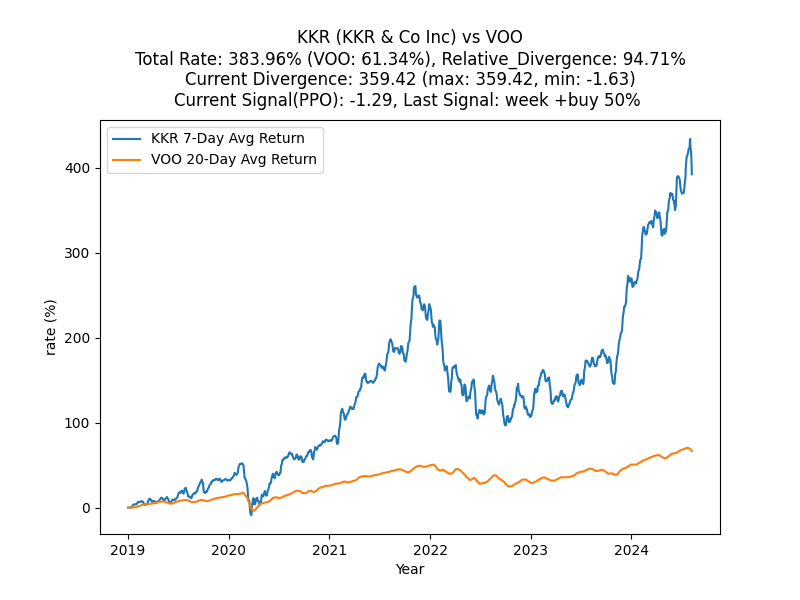 KKR (KKR & Co Inc) vs VOO
Total Rate: 383.96% (VOO: 61.34%), Relative_Divergence: 94.71%
Current Divergence: 359.42 (max: 359.42, min: -1.63)
Current Signal(PPO): -1.29, Last Signal: week +buy 50%
KKR 7-Day Avg Return
VOO 20-Day Avg Return
400
300
200
100
0
rate (%)
2019 2020 2021 2022 2023 2024
Year